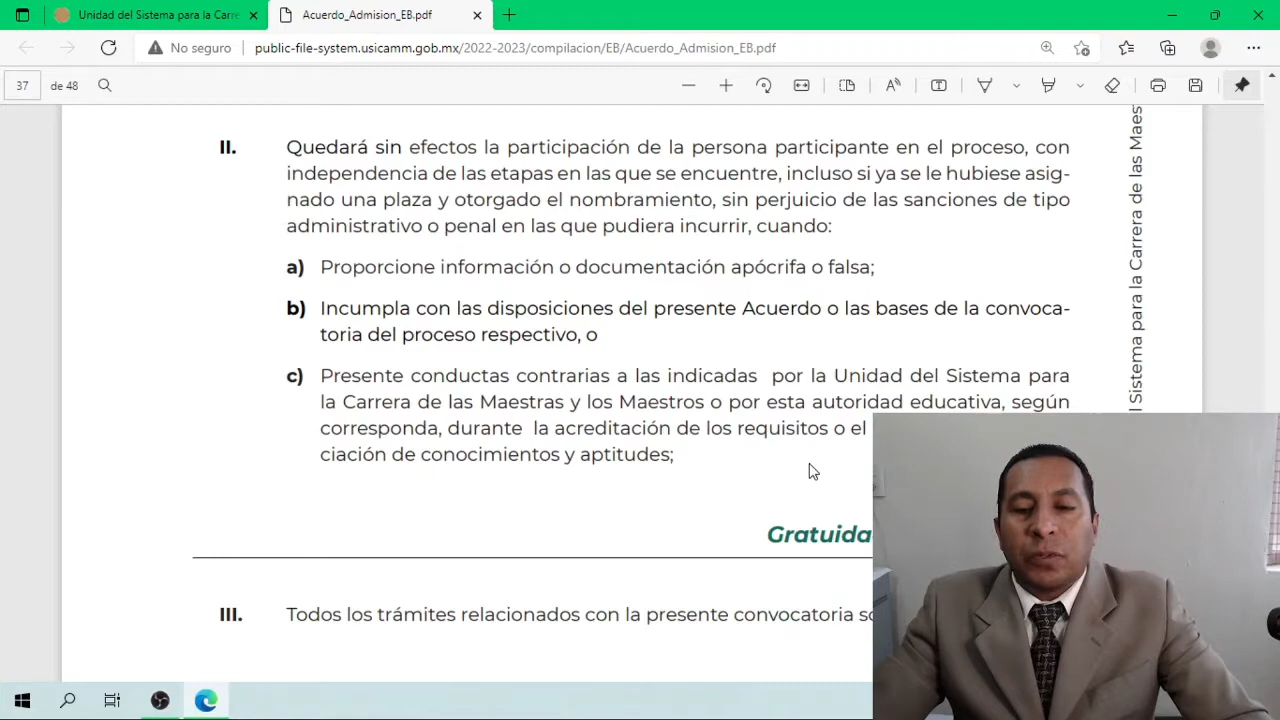 Unidad del Sistema para la Carre
Acuerdo_Admision_EB.pdf
No seguro
public-file-system.usicamm.gob.mx/2022-2023/compilacion/EB/Acuerdo_Admision_EB.pdf
37 de 48
II. Quedará sin efectos la participación de la persona participante en el proceso, con
independencia de las etapas en las que se encuentre, incluso si ya se le hubiese asig-
nado una plaza y otorgado el nombramiento, sin perjuicio de las sanciones de tipo
administrativo o penal en las que pudiera incurrir, cuando:
a) Proporcione información o documentación apócrifa o falsa;
b) Incumpla con las disposiciones del presente Acuerdo o las bases de la convoca-
toria del proceso respectivo, o
c) Presente conductas contrarias a las indicadas por la Unidad del Sistema para
la Carrera de las Maestras y los Maestros o por esta autoridad educativa, según
corresponda, durante la acreditación de los requisitos o el
ciación de conocimientos y aptitudes;
Gratuida
III. Todos los trámites relacionados con la presente convocatoria so
l Sistema para la Carrera de las Maes